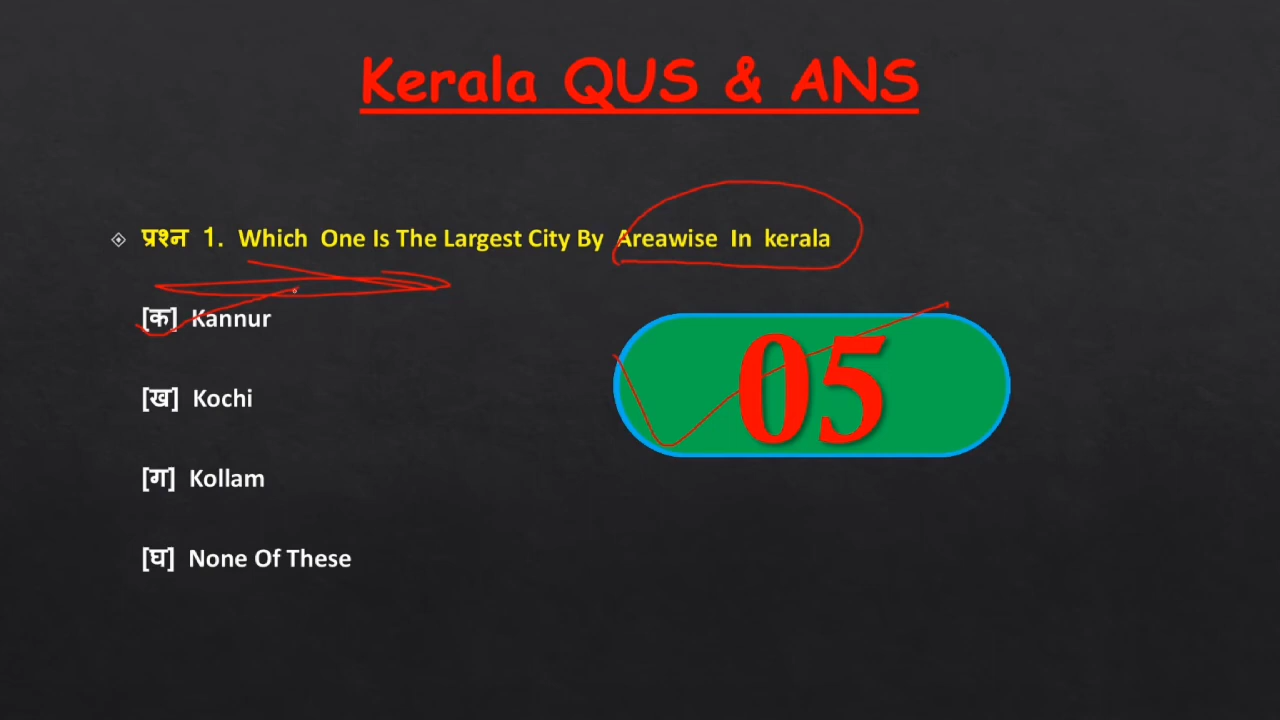 Kerala QUS & ANS
प्रश्न 1. Which One Is The Largest City By Areawise In kerala
[क] Kannur
[ख] Kochi
05
[ग] Kollam
[घ] None Of These